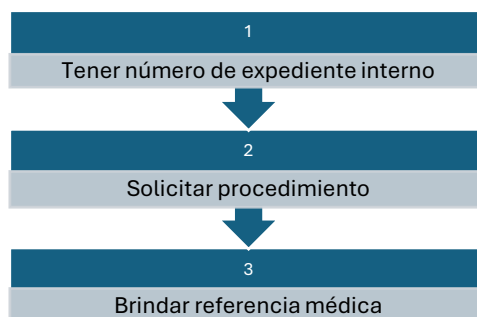 1
Tener número de expediente interno
2
Solicitar procedimiento
3
Brindar referencia médica